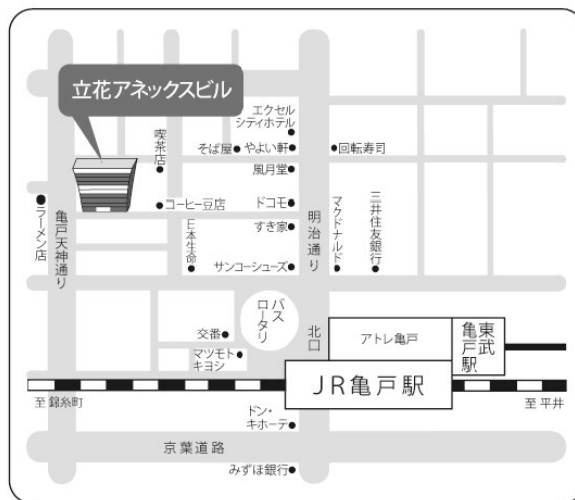 立花アネックスビル
エクセル
シティホテル
喫茶店
そば屋
やよい軒
回転寿司
風月堂
コーヒー豆店
ドコモ
ラーメン店
亀戸天神通り
日本生命
すき家
明治通り
マクドナルド
三井住友銀行
サンコーシューズ
バス
ロータリー
北口
交番
マツモト
キヨシ
アトレ亀戸
東武
亀戸駅
JR亀戸駅
至 錦糸町
至 平井
ドン・
キホーテ
京葉道路
みずほ銀行